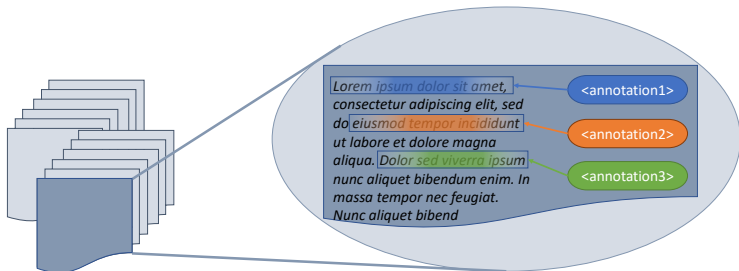 Lorem ipsum dolor sit amet,
consectetur adipiscing elit, sed
do eiusmod tempor incididunt
ut labore et dolore magna
aliqua. Dolor sed viverra ipsum
nunc aliquet bibendum enim. In
massa tempor nec feugiat.
Nunc aliquet bibend
<annotation1>
<annotation2>
<annotation3>